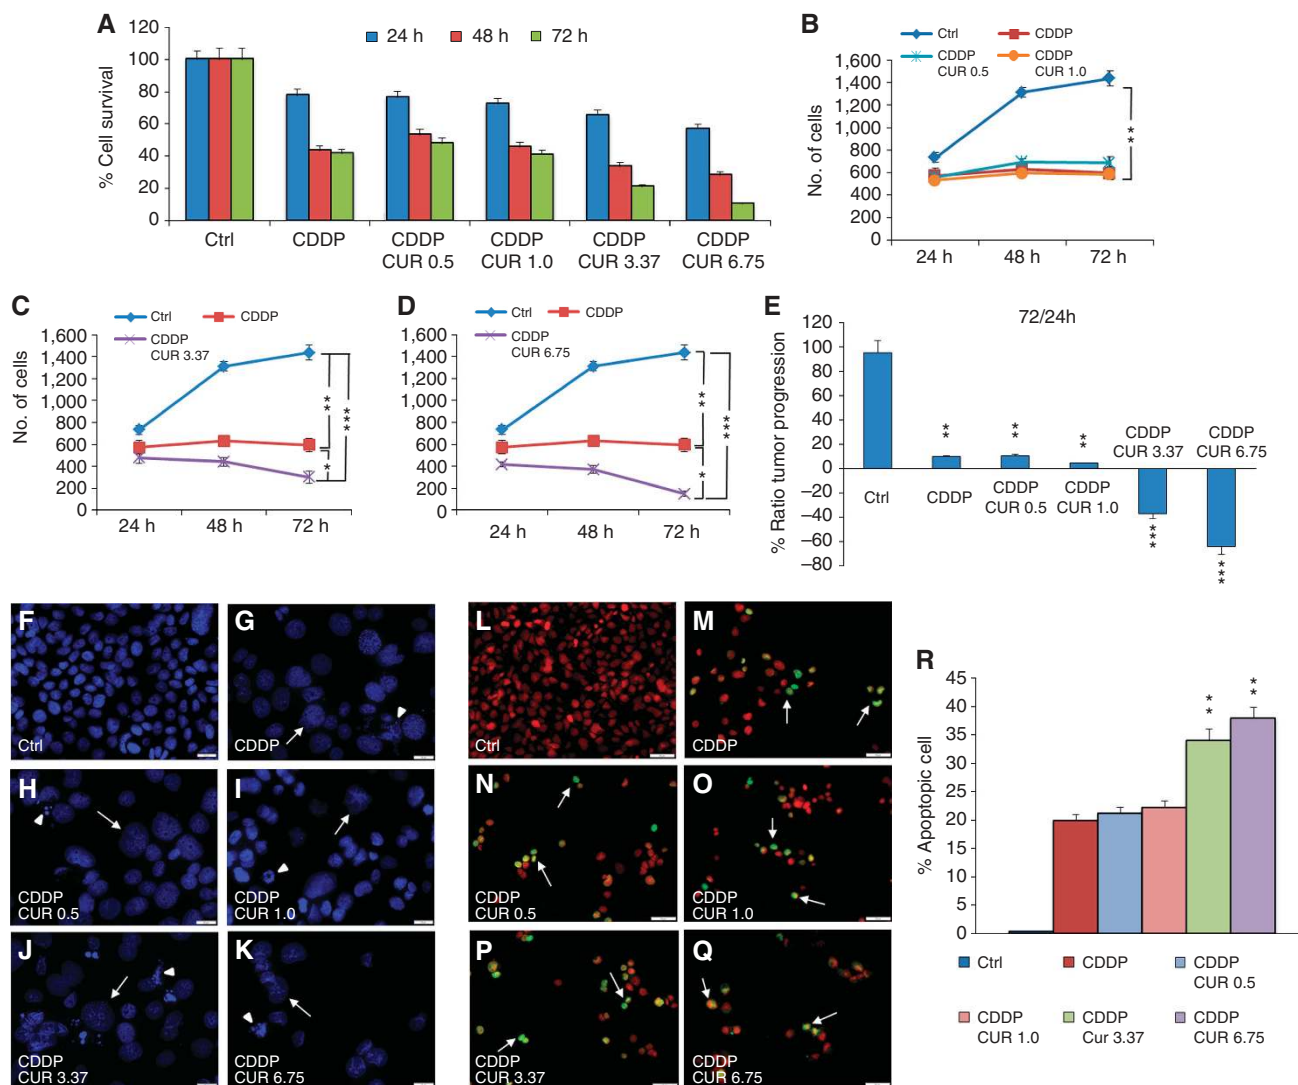 A
120
100
80
60
40
20
0
% Cell survival
24 h
48 h
72 h
Ctrl
CDDP
CDDP
CUR 0.5
CDDP
CUR 1.0
CDDP
CUR 3.37
CDDP
CUR 6.75
B
Ctrl
CDDP
CDDP
CUR 0.5
CDDP
CUR 1.0
1,600
1,400
1,200
1,000
800
600
400
200
0
No. of cells
24 h
48 h
72 h
**
C
Ctrl
CDDP
CDDP
CUR 3.37
1,600
1,400
1,200
1,000
800
600
400
200
0
No. of cells
24 h
48 h
72 h
**
***
*
D
Ctrl
CDDP
CDDP
CUR 6.75
1,600
1,400
1,200
1,000
800
600
400
200
0
24 h
48 h
72 h
**
***
*
E
72/24h
120
100
80
60
40
20
0
–20
–40
–60
–80
% Ratio tumor progression
Ctrl
CDDP
CDDP
CUR 0.5
CDDP
CUR 1.0
CDDP
CUR 3.37
CDDP
CUR 6.75
**
**
**
***
***
F
Ctrl
G
CDDP
H
CDDP
CUR 0.5
I
CDDP
CUR 1.0
J
CDDP
CUR 3.37
K
CDDP
CUR 6.75
L
Ctrl
M
CDDP
N
CDDP
CUR 0.5
O
CDDP
CUR 1.0
P
CDDP
CUR 3.37
Q
CDDP
CUR 6.75
R
45
40
35
30
25
20
15
10
5
0
% Apoptopic cell
**
**
Ctrl
CDDP
CDDP
CUR 0.5
CDDP
CUR 1.0
CDDP
Cur 3.37
CDDP
CUR 6.75